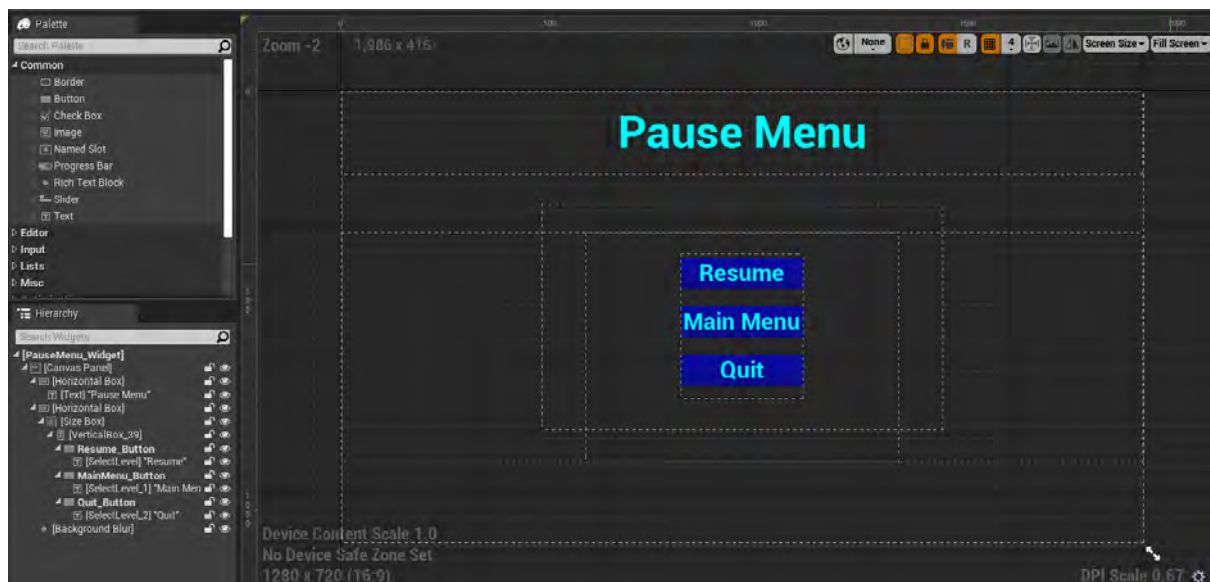 Palette
Search Palette
Common
Border
Button
Check Box
Image
Named Slot
Progress Bar
Rich Text Block
Slider
Text
Editor
Input
Lists
Misc
Hierarchy
Search Widgets
[PauseMenu_Widget]
[Canvas Panel]
[Horizontal Box]
[Text] "Pause Menu"
[Horizontal Box]
[Size Box]
[VerticalBox_39]
Resume_Button
[SelectLevel] "Resume"
MainMenu_Button
[SelectLevel_1] "Main Men
Quit_Button
[SelectLevel_2] "Quit"
[Background Blur]
Zoom -2
1,906 x 416
None
R
4
Screen Size
Fill Screen
Pause Menu
Resume
Main Menu
Quit
Device Content Scale 1.0
No Device Safe Zone Set
1280 x 720 (16:9)
DPI Scale 0.67